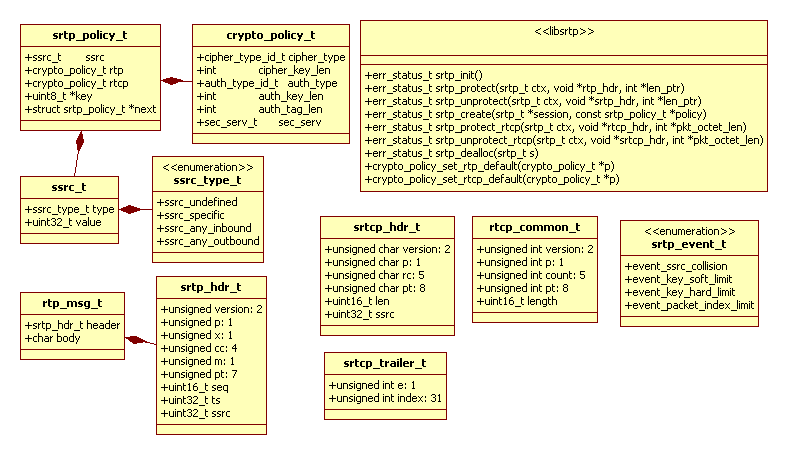 srtp_policy_t
+ssrc_t ssrc
+crypto_policy_t rtp
+crypto_policy_t rtcp
+uint8_t *key
+struct srtp_policy_t *next
crypto_policy_t
+cipher_type_id_t cipher_type
+int cipher_key_len
+auth_type_id_t auth_type
+int auth_key_len
+int auth_tag_len
+sec_serv_t sec_serv
<<libsrtp>>
+err_status_t srtp_init()
+err_status_t srtp_protect(srtp_t ctx, void *rtp_hdr, int *len_ptr)
+err_status_t srtp_unprotect(srtp_t ctx, void *srtp_hdr, int *len_ptr)
+err_status_t srtp_create(srtp_t *session, const srtp_policy_t *policy)
+err_status_t srtp_protect_rtcp(srtp_t ctx, void *rtcp_hdr, int *pkt_octet_len)
+err_status_t srtp_unprotect_rtcp(srtp_t ctx, void *srtcp_hdr, int *pkt_octet_len)
+err_status_t srtp_dealloc(srtp_t s)
+crypto_policy_set_rtp_default(crypto_policy_t *p)
+crypto_policy_set_rtcp_default(crypto_policy_t *p)
ssrc_t
+ssrc_type_t type
+uint32_t value
<<enumeration>>
ssrc_type_t
+ssrc_undefined
+ssrc_specific
+ssrc_any_inbound
+ssrc_any_outbound
srtcp_hdr_t
+unsigned char version: 2
+unsigned char p: 1
+unsigned char rc: 5
+unsigned char pt: 8
+uint16_t len
+uint32_t ssrc
rtcp_common_t
+unsigned int version: 2
+unsigned int p: 1
+unsigned int count: 5
+unsigned int pt: 8
+uint16_t length
<<enumeration>>
srtp_event_t
+event_ssrc_collision
+event_key_soft_limit
+event_key_hard_limit
+event_packet_index_limit
rtp_msg_t
+srtp_hdr_t header
+char body
srtp_hdr_t
+unsigned version: 2
+unsigned p: 1
+unsigned x: 1
+unsigned cc: 4
+unsigned m: 1
+unsigned pt: 7
+uint16_t seq
+uint32_t ts
+uint32_t ssrc
srtcp_trailer_t
+unsigned int e: 1
+unsigned int index: 31